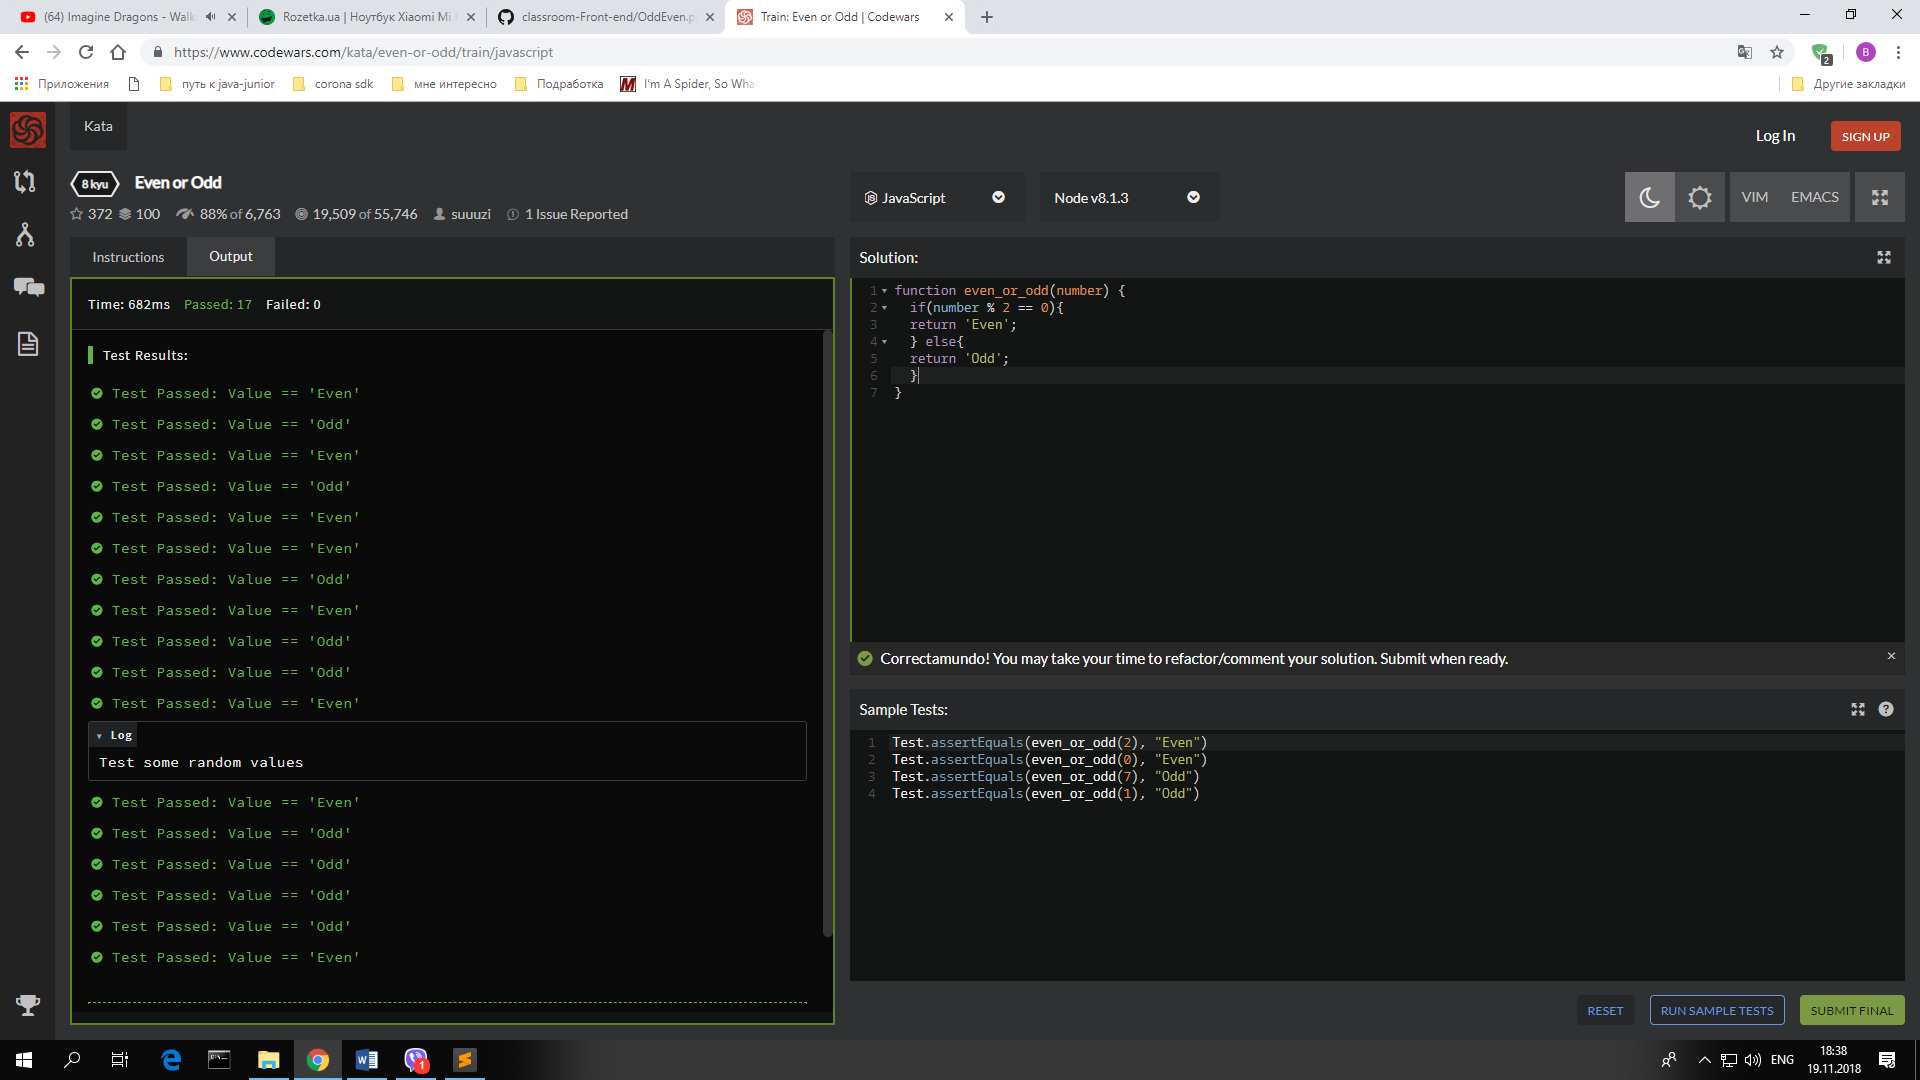 (64) Imagine Dragons - Walk
Rozetka.ua | Ноутбук Xiaomi Mi
classroom-Front-end/OddEven.p
Train: Even or Odd | Codewars
https://www.codewars.com/kata/even-or-odd/train/javascript
2
B
Приложения
путь к java-junior
corona sdk
мне интересно
Подработка
I'm A Spider, So Wha
Другие закладки
Kata
Log In
SIGN UP
8 kyu
Even or Odd
372 100 88% of 6,763 19,509 of 55,746 suuuzi 1 Issue Reported
JavaScript
Node v8.1.3
VIM EMACS
Instructions
Output
Time: 682ms Passed: 17 Failed: 0
Test Results:
Test Passed: Value == 'Even'
Test Passed: Value == 'Odd'
Test Passed: Value == 'Even'
Test Passed: Value == 'Odd'
Test Passed: Value == 'Even'
Test Passed: Value == 'Even'
Test Passed: Value == 'Odd'
Test Passed: Value == 'Even'
Test Passed: Value == 'Odd'
Test Passed: Value == 'Odd'
Test Passed: Value == 'Even'
Log
Test some random values
Test Passed: Value == 'Even'
Test Passed: Value == 'Odd'
Test Passed: Value == 'Odd'
Test Passed: Value == 'Odd'
Test Passed: Value == 'Odd'
Test Passed: Value == 'Even'
Solution:
1 function even_or_odd(number) {
2 if(number % 2 == 0){
3 return 'Even';
4 } else{
5 return 'Odd';
6 }
7 }
Correctamundo! You may take your time to refactor/comment your solution. Submit when ready.
Sample Tests:
1 Test.assertEquals(even_or_odd(2), "Even")
2 Test.assertEquals(even_or_odd(0), "Even")
3 Test.assertEquals(even_or_odd(7), "Odd")
4 Test.assertEquals(even_or_odd(1), "Odd")
RESET
RUN SAMPLE TESTS
SUBMIT FINAL
1
ENG
18:38
19.11.2018